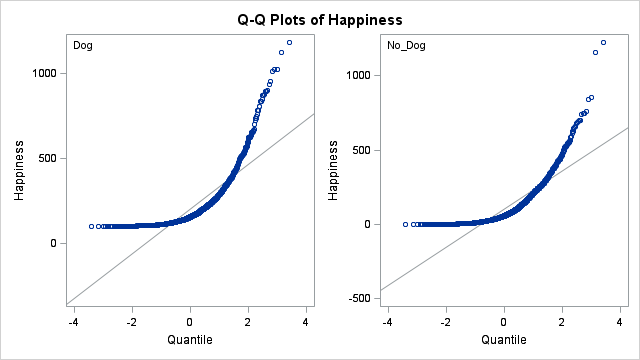 Q-Q Plots of Happiness
Dog
No_Dog
1000
500
0
1000
500
0
-500
Happiness
Happiness
-4 -2 0 2 4
-4 -2 0 2 4
Quantile
Quantile